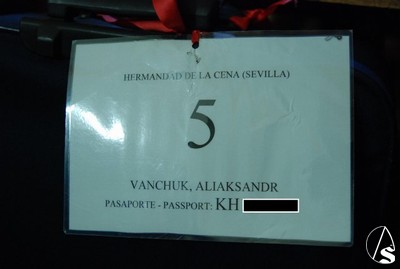 HERMANDAD DE LA CENA (SEVILLA)
5
VANCHUK, ALIAKSANDR
PASAPORTE - PASSPORT: KH